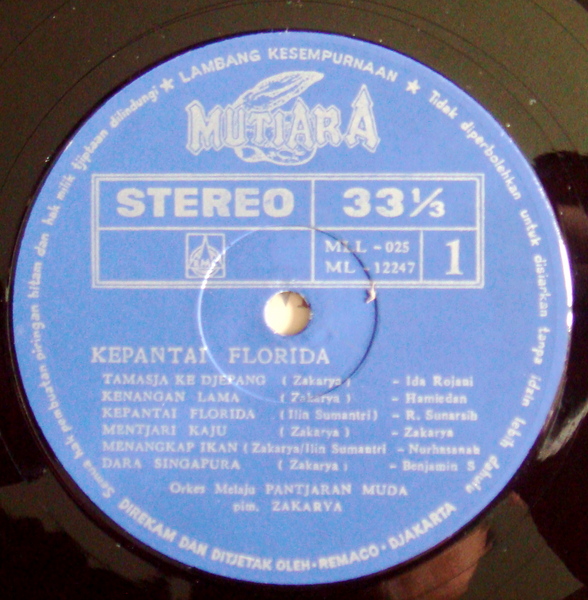 ★ LAMBANG KESEMPURNAAN ★
Semua hak pembuatan piringan hitam dan hak milik tjiptaan dilindungi
Tidak diperbolehkan untuk disiarkan tanpa idzin lebih dahulu
MUTIARA
STEREO 33 1/3
MLL - 025
ML - 12247
1
KEPANTAI FLORIDA
TAMASJA KE DJEPANG ( Zakarya ) - Ida Rojani
KENANGAN LAMA ( Zakarya ) - Hamiedan
KEPANTAI FLORIDA ( Ilin Sumantri ) - R. Sunarsih
MENTJARI KAJU ( Zakarya ) - Zakarya
MENANGKAP IKAN ( Zakarya/Ilin Sumantri - Nurhasanah
DARA SINGAPURA ( Zakarya ) - Benjamin S
Orkes Melaju PANTJARAN MUDA
pim. ZAKARYA
DIREKAM DAN DITJETAK OLEH - REMACO - DJAKARTA